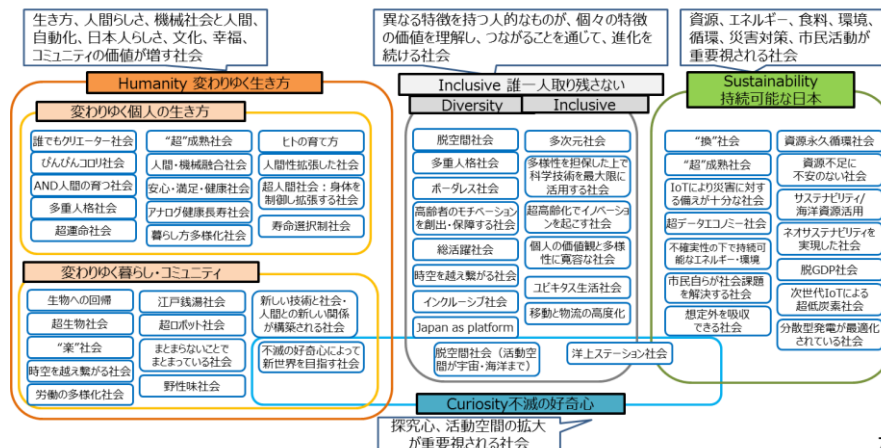 生き方、人間らしさ、機械社会と人間、
自動化、日本人らしさ、文化、幸福、
コミュニティの価値が増す社会
異なる特徴を持つ人的なものが、個々の特徴
の価値を理解し、つながることを通じて、進化を
続ける社会
資源、エネルギー、食料、環境、
循環、災害対策、市民活動が
重要視される社会
Humanity 変わりゆく生き方
変わりゆく個人の生き方
誰でもクリエーター社会
ぴんぴんコロリ社会
AND人間の育つ社会
多重人格社会
超運命社会
“超”成熟社会
人間・機械融合社会
安心・満足・健康社会
アナログ健康長寿社会
暮らし方多様化社会
ヒトの育て方
人間性拡張した社会
超人間社会：身体を
制御し拡張する社会
寿命選択制社会
変わりゆく暮らし・コミュニティ
生物への回帰
超生物社会
“楽”社会
時空を越え繋がる社会
労働の多様化社会
江戸銭湯社会
超ロボット社会
まとまらないことで
まとまっている社会
野性味社会
新しい技術と社会・
人間との新しい関係
が構築される社会
不滅の好奇心によって
新世界を目指す社会
Inclusive 誰一人取り残さない
Diversity
Inclusive
脱空間社会
多重人格社会
ボーダレス社会
高齢者のモチベーション
を創出・保障する社会
総活躍社会
時空を越え繋がる社会
インクルーシブ社会
Japan as platform
多次元社会
多様性を担保した上で
科学技術を最大限に
活用する社会
超高齢化でイノベーショ
ンを起こす社会
個人の価値観と多様
性に寛容な社会
ユビキタス生活社会
移動と物流の高度化
脱空間社会（活動空
間が宇宙・海洋まで）
洋上ステーション社会
Sustainability
持続可能な日本
“換”社会
“超”成熟社会
IoTにより災害に対す
る備えが十分な社会
超データエコノミー社会
不確実性の下で持続可
能なエネルギー・環境
市民自らが社会課題
を解決する社会
想定外を吸収
できる社会
資源永久循環社会
資源不足に
不安のない社会
サステナビリティ/
海洋資源活用
ネオサステナビリティを
実現した社会
脱GDP社会
次世代IoTによる
超低炭素社会
分散型発電が最適化
されている社会
Curiosity不滅の好奇心
探究心、活動空間の拡大
が重要視される社会